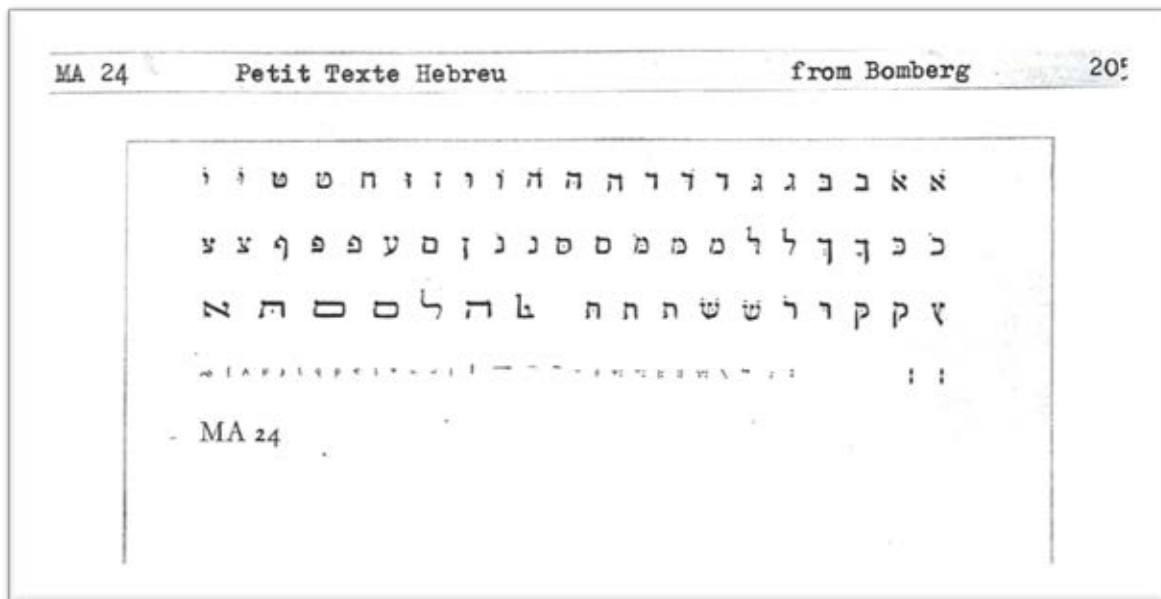 MA 24 Petit Texte Hebreu from Bomberg 205
א אֹ ב בּ ג גּ ד דֹ ד ה הּ הֹ וֹ ו ז וּ ח ט טּ יֹ י
כֹ כּ ךָ ךְ ל לֹ מ מ מּ ס סּ נ נּ ן ם ע פ פּ ף צ צּ
ץ ק קּ ו רֹ שׁ שּׁ ת ת תּ לּ ה ל ם ם ת א
MA 24